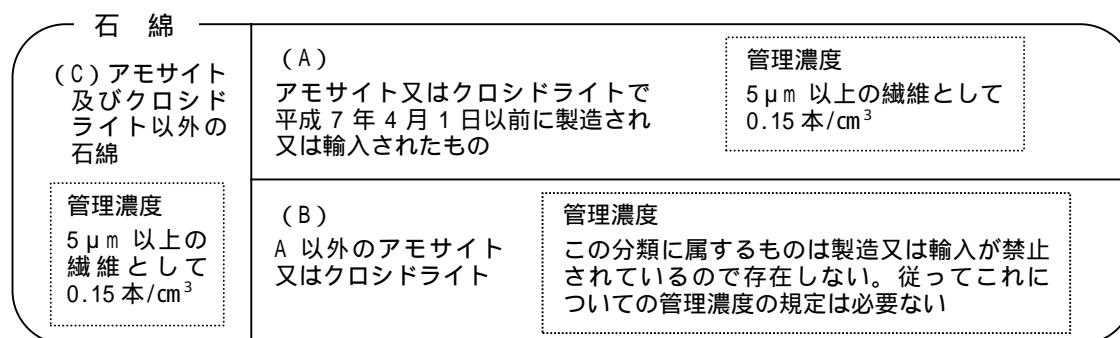 石 綿
(C)アモサイト
及びクロシド
ライト以外の
石綿
管理濃度
5μm 以上の
繊維として
0.15 本/cm³
(A)
アモサイト又はクロシドライトで
平成 7 年 4 月 1 日以前に製造され
又は輸入されたもの
管理濃度
5μm 以上の繊維として
0.15 本/cm³
(B)
A 以外のアモサイト
又はクロシドライト
管理濃度
この分類に属するものは製造又は輸入が禁止
されているので存在しない。従ってこれに
ついての管理濃度の規定は必要ない